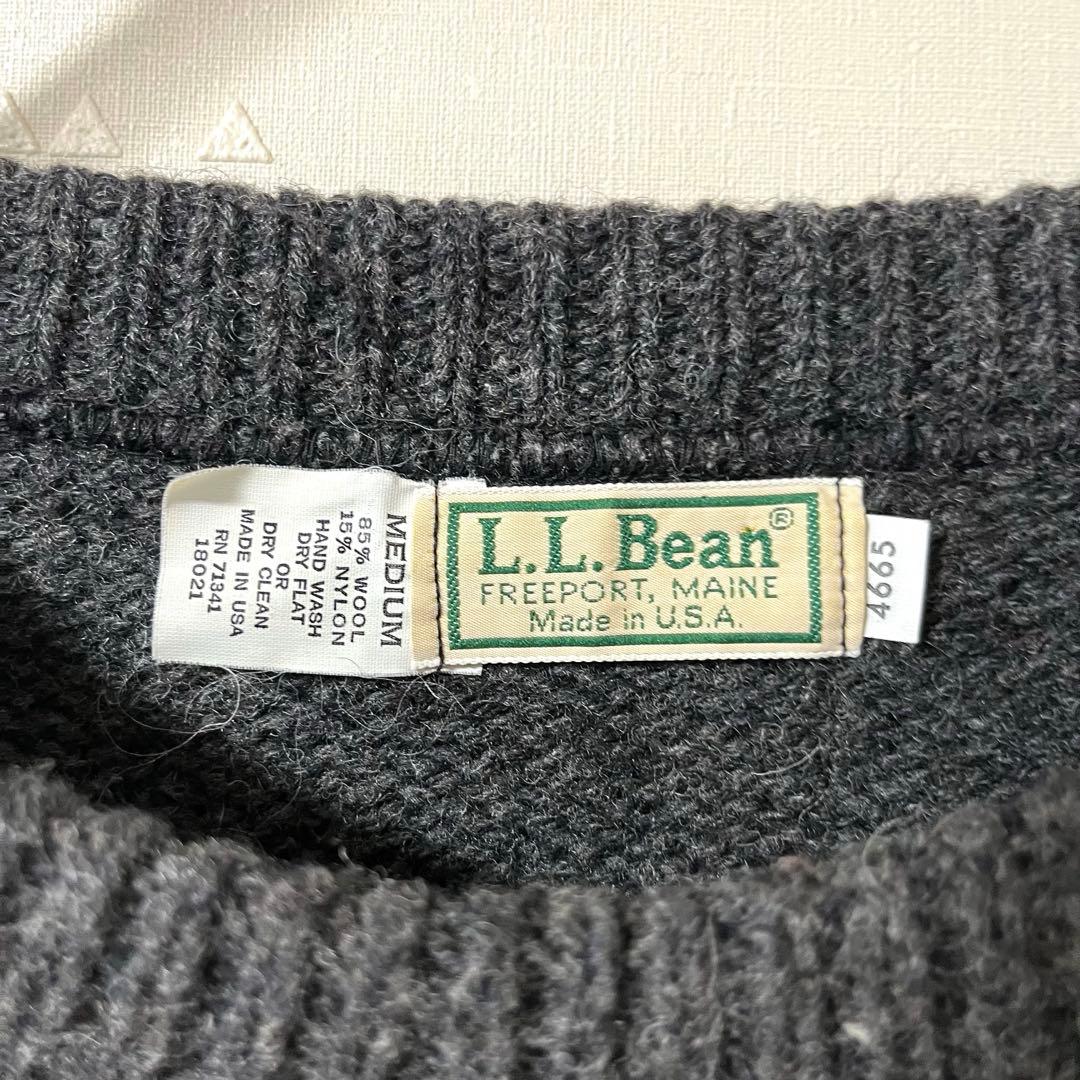 MEDIUM
85% WOOL
15% NYLON
HAND WASH
DRY FLAT
OR
DRY CLEAN
MADE IN USA
RN 71341
18021
L.L.Bean®
FREEPORT, MAINE
Made in U.S.A.
4665